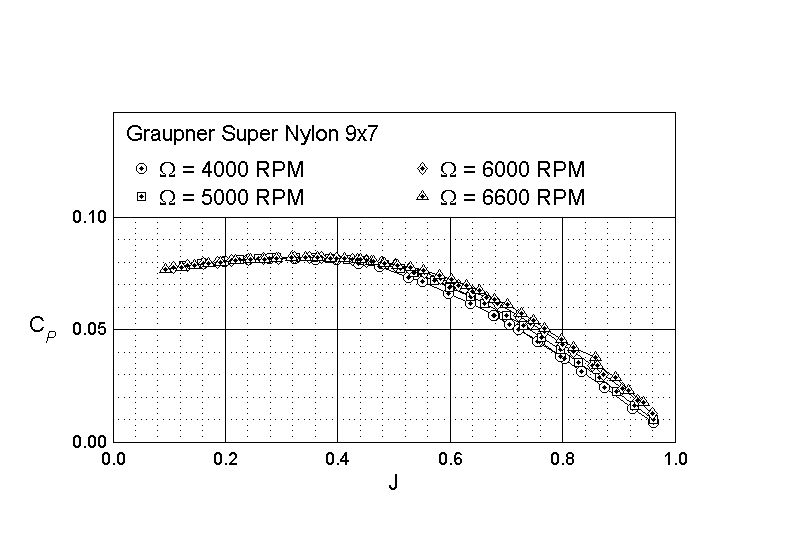 Graupner Super Nylon 9x7
Ω = 4000 RPM
Ω = 6000 RPM
Ω = 5000 RPM
Ω = 6600 RPM
0.10
0.05
0.00
C_P
0.0 0.2 0.4 0.6 0.8 1.0
J